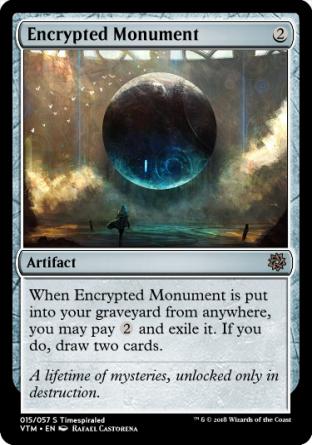 Encrypted Monument 2
Artifact
When Encrypted Monument is put
into your graveyard from anywhere,
you may pay 2 and exile it. If you
do, draw two cards.
A lifetime of mysteries, unlocked only in
destruction.
015/057 S Timespiraled
VTM • EN Rafael Castorena
™ & © 2018 Wizards of the Coast